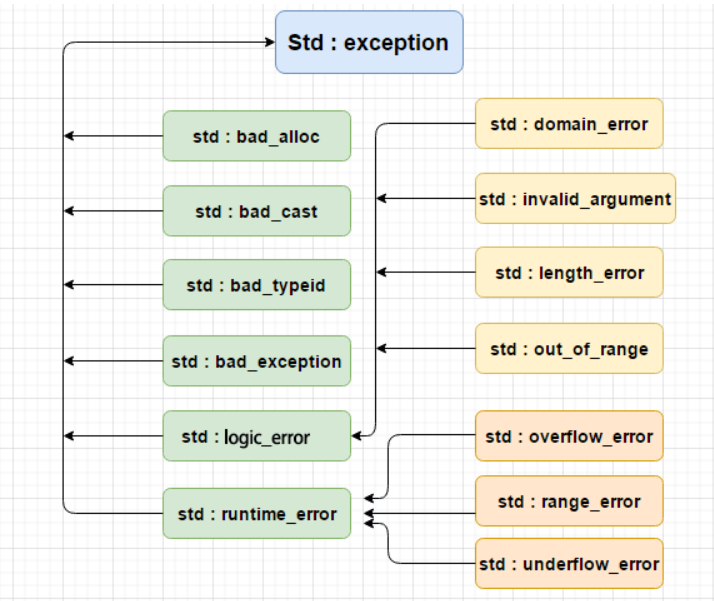 Std : exception
std : bad_alloc
std : bad_cast
std : bad_typeid
std : bad_exception
std : logic_error
std : runtime_error
std : domain_error
std : invalid_argument
std : length_error
std : out_of_range
std : overflow_error
std : range_error
std : underflow_error